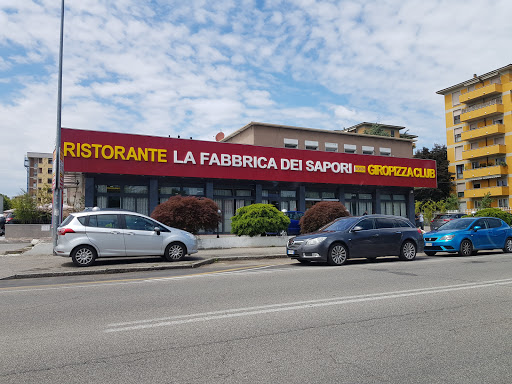 RISTORANTE LA FABBRICA DEI SAPORI GIROPIZZA CLUB